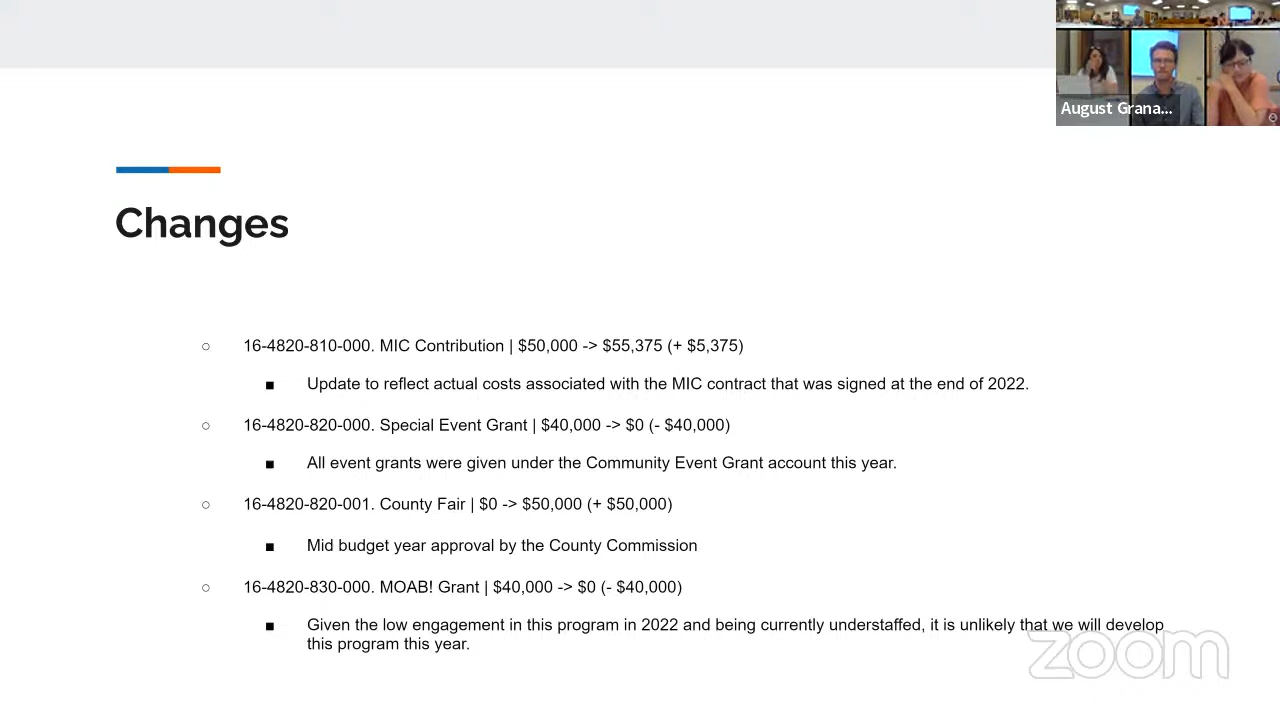 August Grana...
Changes
○ 16-4820-810-000. MIC Contribution | $50,000 -> $55,375 (+ $5,375)
■ Update to reflect actual costs associated with the MIC contract that was signed at the end of 2022.
○ 16-4820-820-000. Special Event Grant | $40,000 -> $0 (- $40,000)
■ All event grants were given under the Community Event Grant account this year.
○ 16-4820-820-001. County Fair | $0 -> $50,000 (+ $50,000)
■ Mid budget year approval by the County Commission
○ 16-4820-830-000. MOAB! Grant | $40,000 -> $0 (- $40,000)
■ Given the low engagement in this program in 2022 and being currently understaffed, it is unlikely that we will develop
this program this year.
zoom